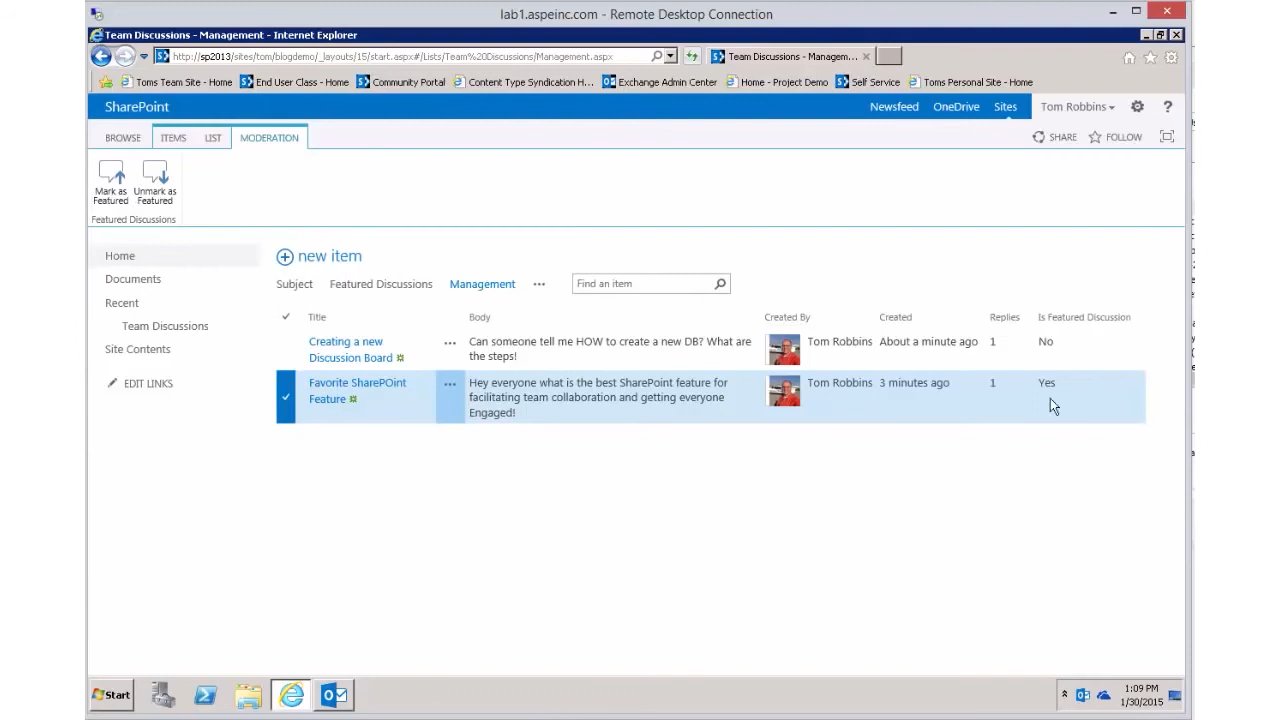 lab1.aspeinc.com - Remote Desktop Connection
Team Discussions - Management - Internet Explorer
http://sp2013/sites/tom/blogdemo/_layouts/15/start.aspx#/Lists/Team%20Discussions/Management.aspx
Team Discussions - Managem...
Toms Team Site - Home
End User Class - Home
Community Portal
Content Type Syndication H...
Exchange Admin Center
Home - Project Demo
Self Service
Toms Personal Site - Home
SharePoint
Newsfeed
OneDrive
Sites
Tom Robbins
?
BROWSE
ITEMS
LIST
MODERATION
SHARE
FOLLOW
Mark as
Featured
Unmark as
Featured
Featured Discussions
Home
Documents
Recent
Team Discussions
Site Contents
EDIT LINKS
new item
Subject
Featured Discussions
Management
...
Find an item
Title
Body
Created By
Created
Replies
Is Featured Discussion
Creating a new
Discussion Board
...
Can someone tell me HOW to create a new DB? What are
the steps!
Tom Robbins
About a minute ago
1
No
Favorite SharePOint
Feature
...
Hey everyone what is the best SharePoint feature for
facilitating team collaboration and getting everyone
Engaged!
Tom Robbins
3 minutes ago
1
Yes
Start
1:09 PM
1/30/2015